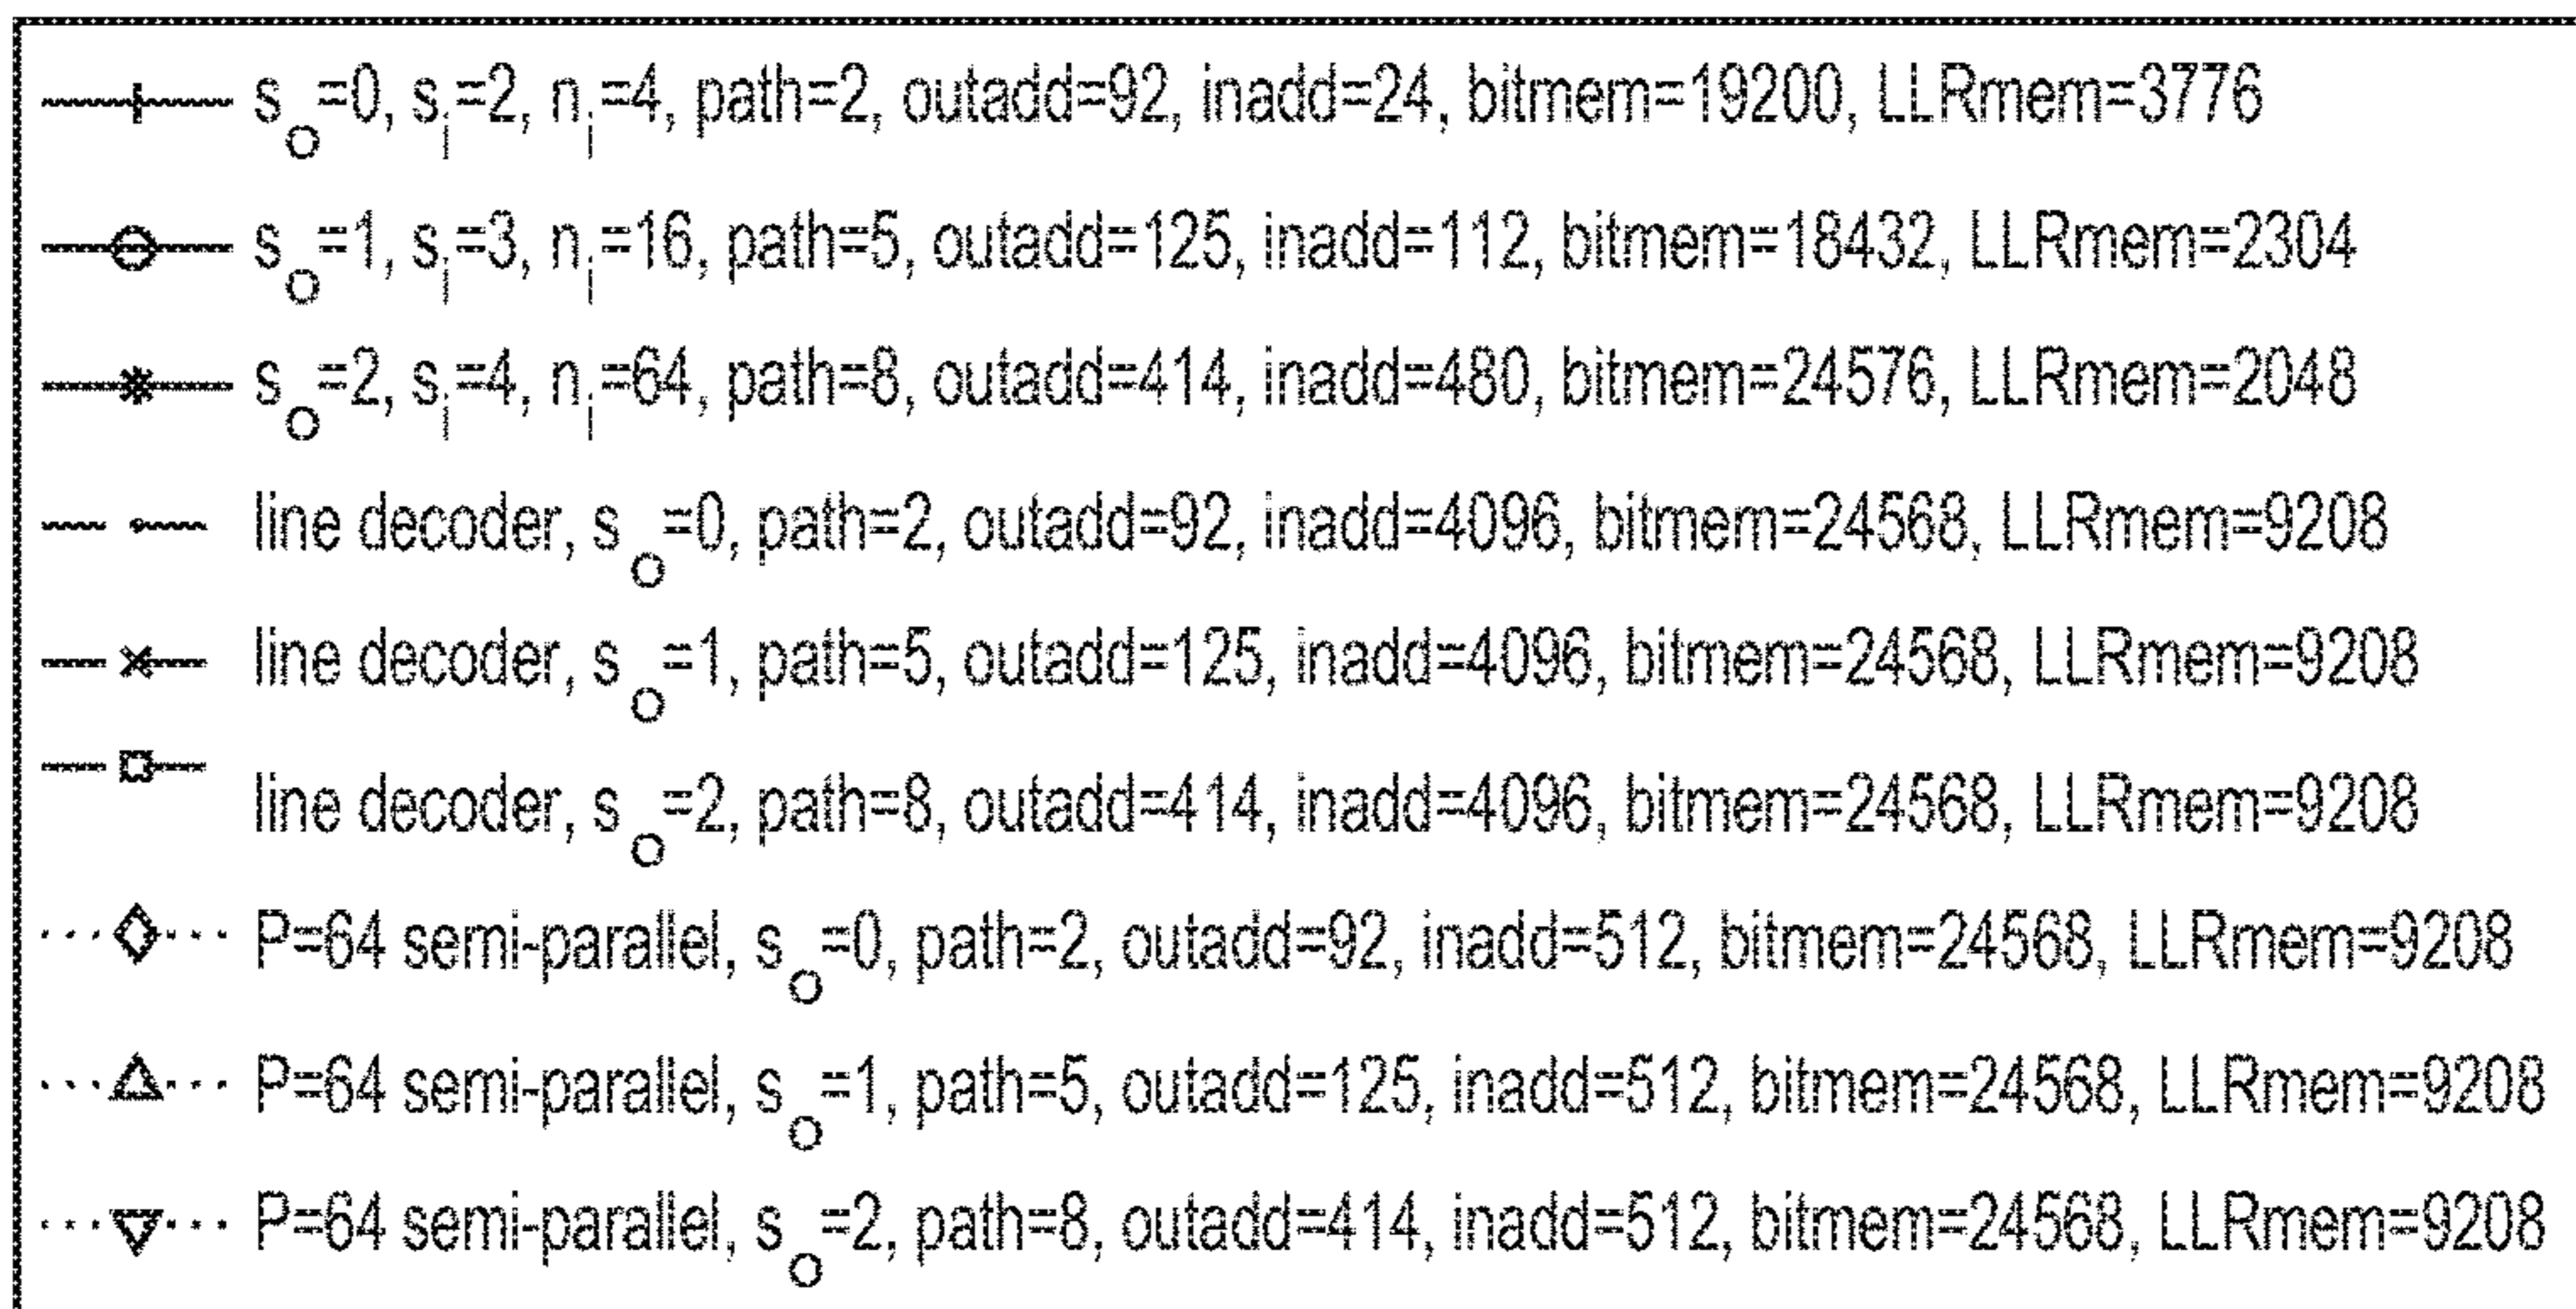 s_o=0, s_i=2, n_i=4, path=2, outadd=92, inadd=24, bitmem=19200, LLRmem=3776
s_o=1, s_i=3, n_i=16, path=5, outadd=125, inadd=112, bitmem=18432, LLRmem=2304
s_o=2, s_i=4, n_i=64, path=8, outadd=414, inadd=480, bitmem=24576, LLRmem=2048
line decoder, s_o=0, path=2, outadd=92, inadd=4096, bitmem=24568, LLRmem=9208
line decoder, s_o=1, path=5, outadd=125, inadd=4096, bitmem=24568, LLRmem=9208
line decoder, s_o=2, path=8, outadd=414, inadd=4096, bitmem=24568, LLRmem=9208
P=64 semi-parallel, s_o=0, path=2, outadd=92, inadd=512, bitmem=24568, LLRmem=9208
P=64 semi-parallel, s_o=1, path=5, outadd=125, inadd=512, bitmem=24568, LLRmem=9208
P=64 semi-parallel, s_o=2, path=8, outadd=414, inadd=512, bitmem=24568, LLRmem=9208